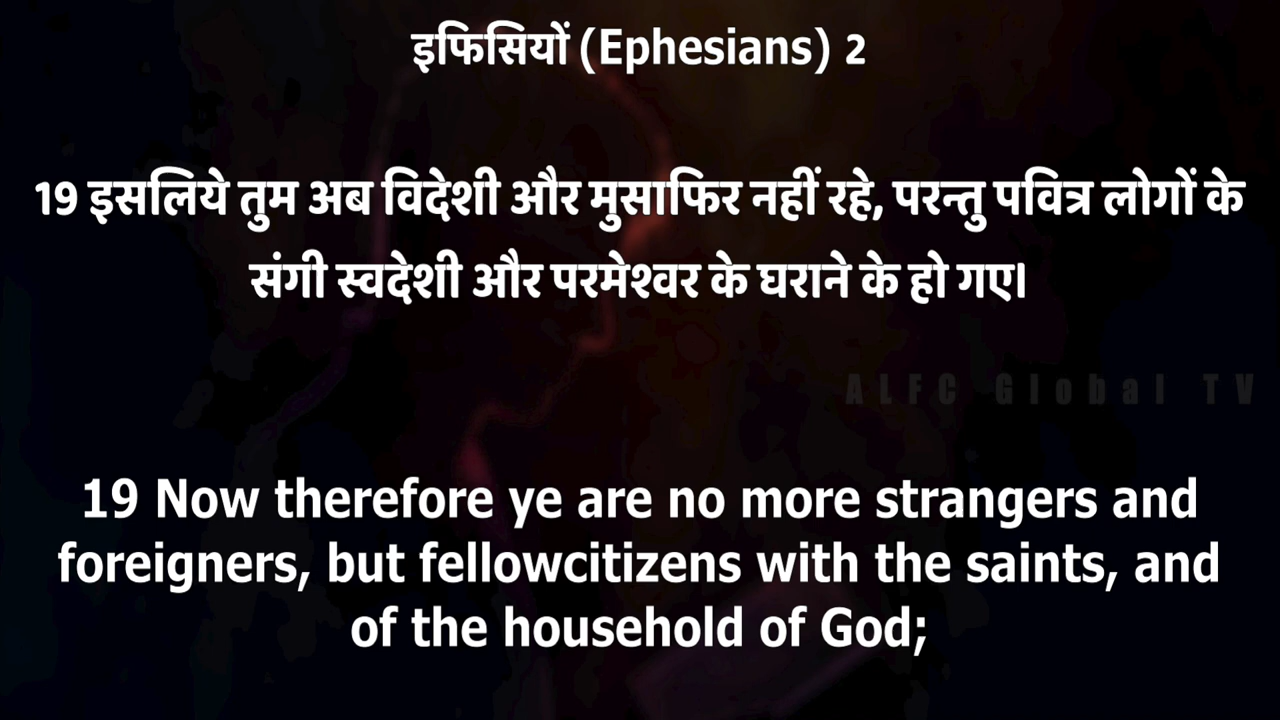 इफिसियों (Ephesians) 2
19 इसलिये तुम अब विदेशी और मुसाफिर नहीं रहे, परन्तु पवित्र लोगों के
संगी स्वदेशी और परमेश्वर के घराने के हो गए।
ALFC Global TV
19 Now therefore ye are no more strangers and
foreigners, but fellowcitizens with the saints, and
of the household of God;